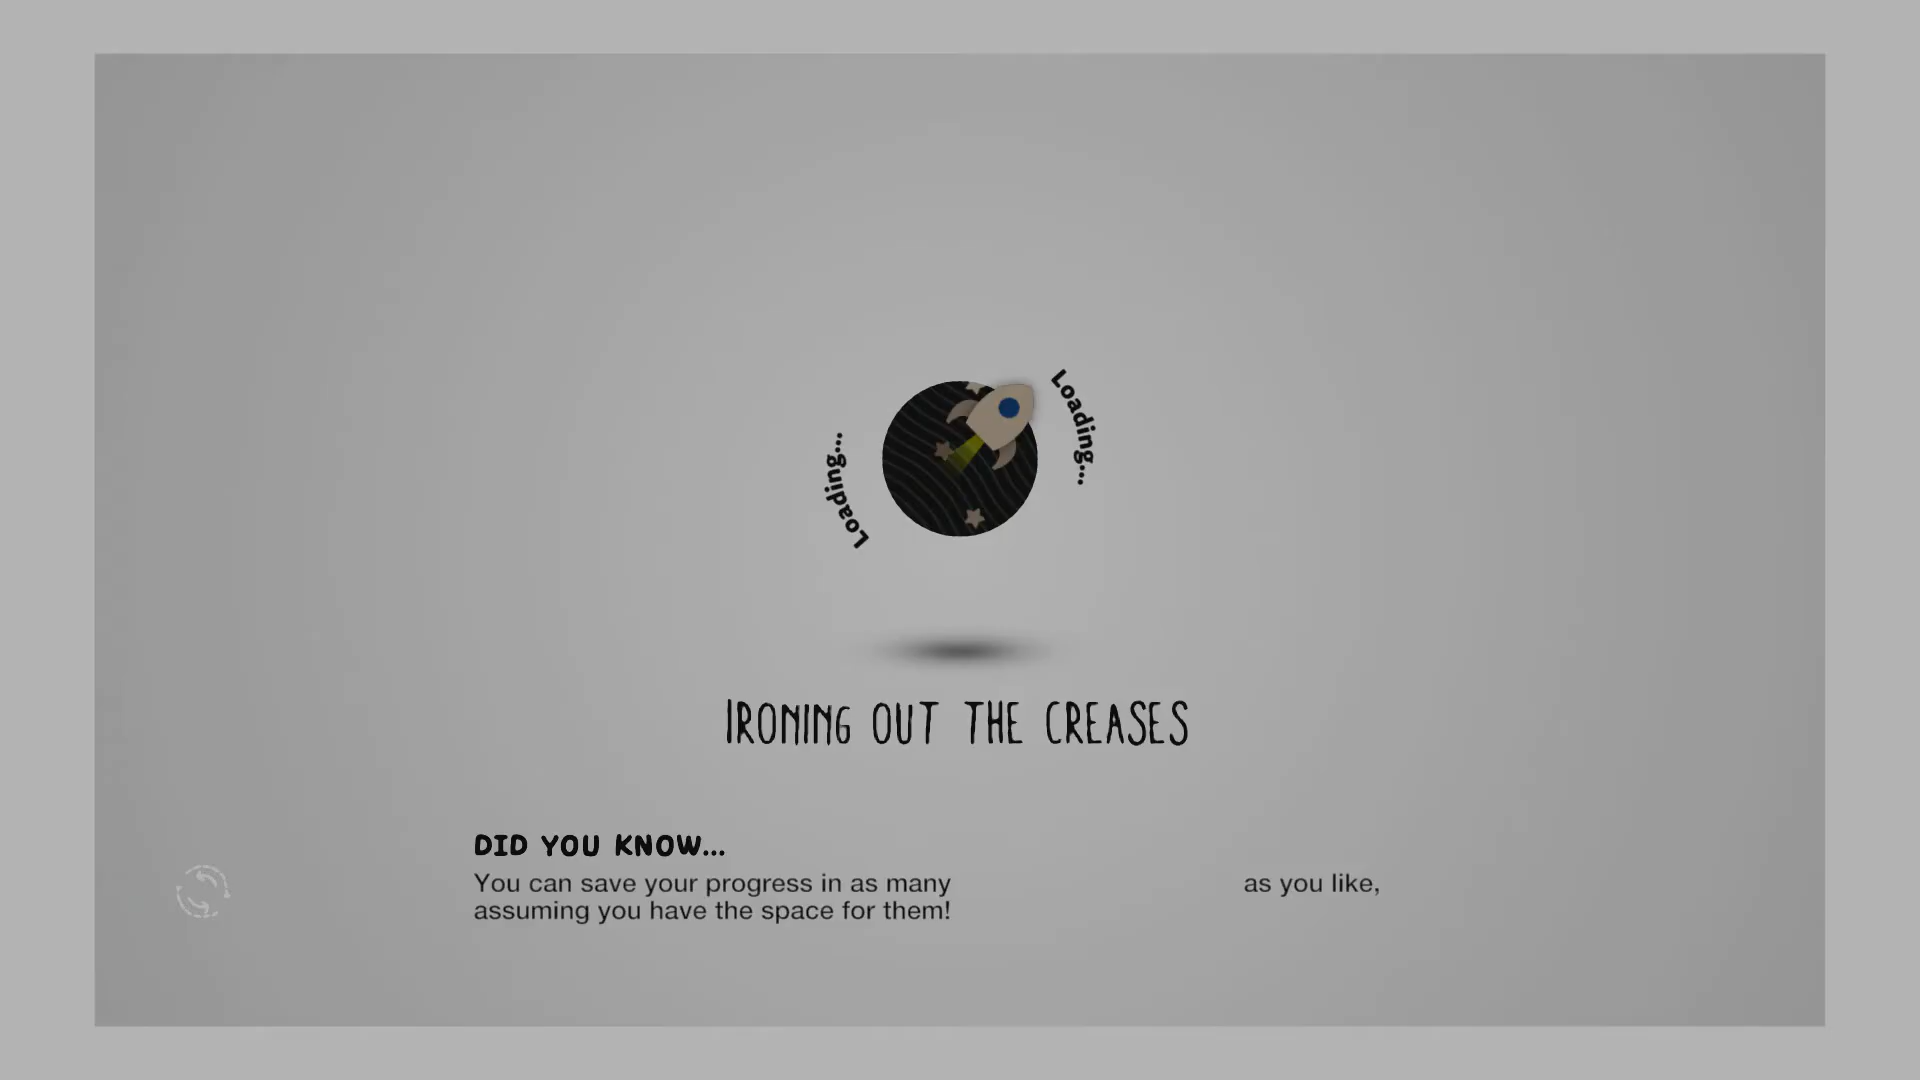 Loading...
Loading...
IRONING OUT THE CREASES
DID YOU KNOW...
You can save your progress in as many as you like,
assuming you have the space for them!